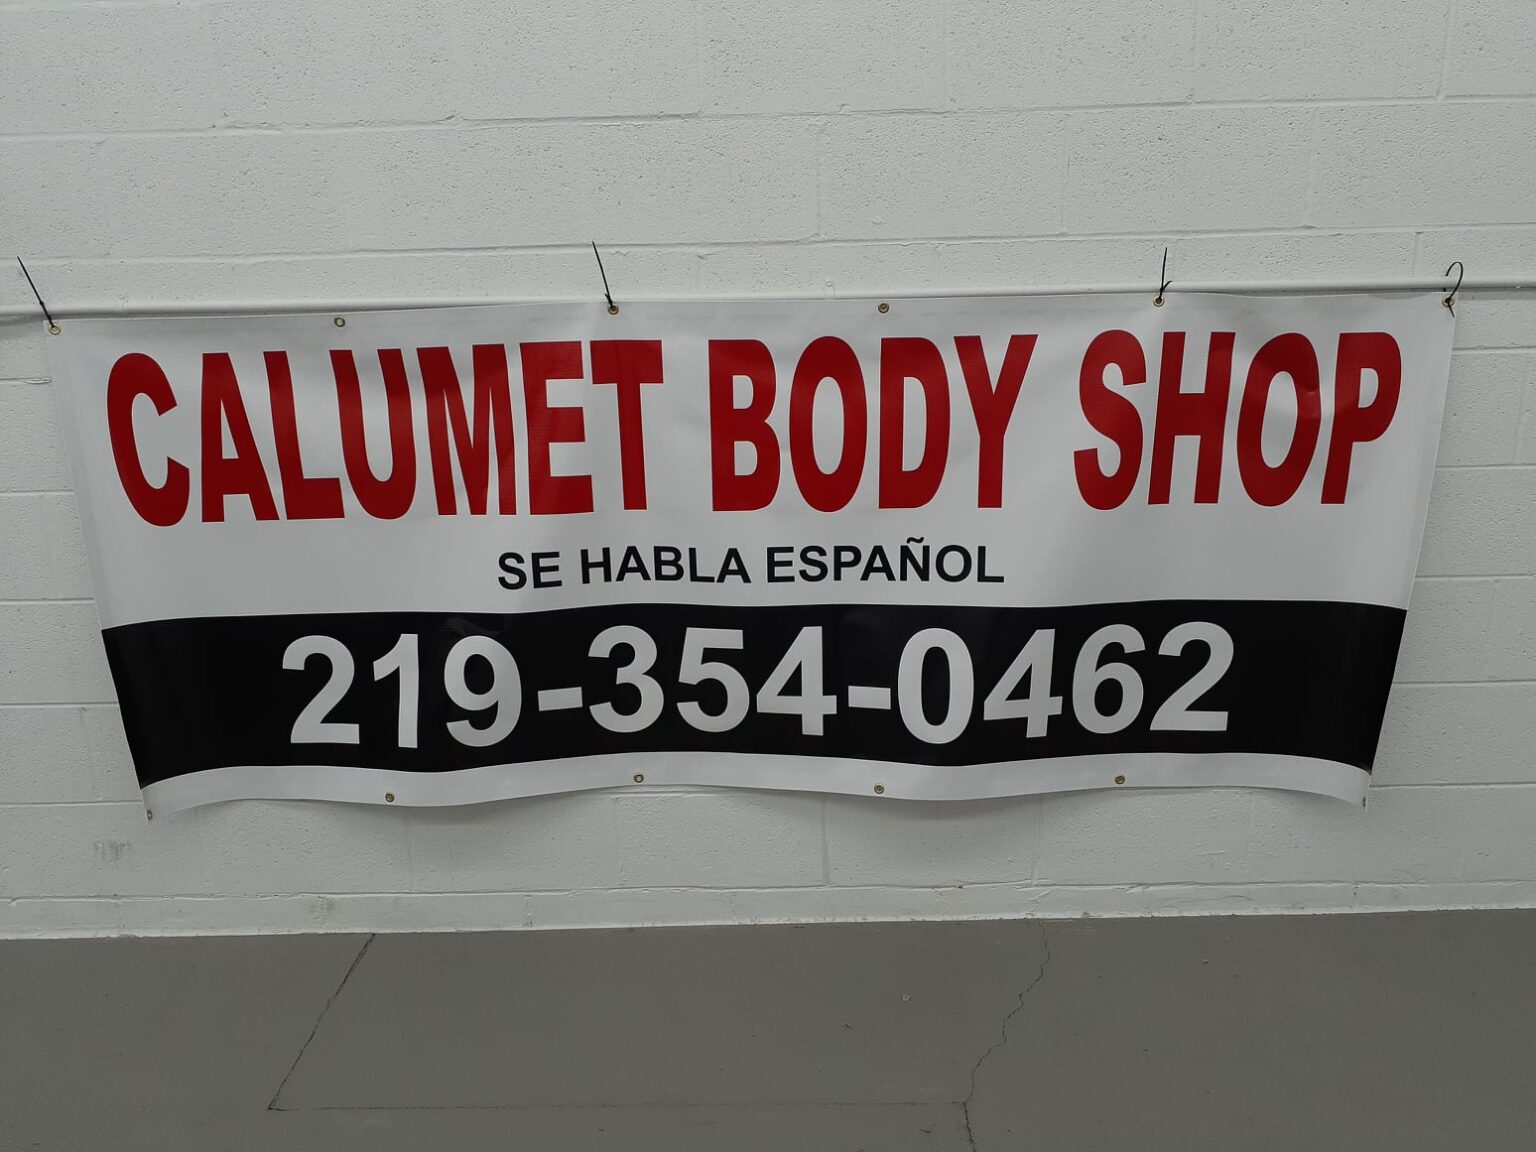 CALUMET BODY SHOP
SE HABLA ESPAÑOL
219-354-0462